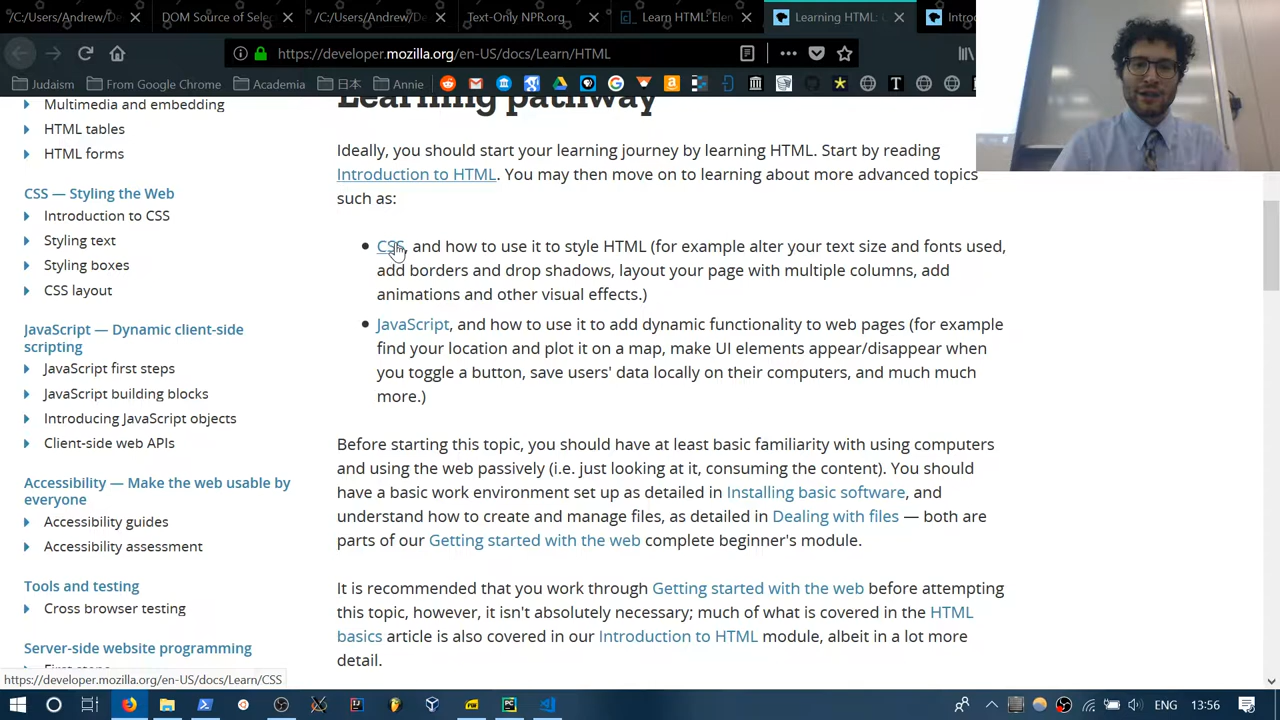 /C:/Users/Andrew/De
DOM Source of Selec
/C:/Users/Andrew/De
Text-Only NPR.org
Learn HTML: Elem
Learning HTML: 
Intro
https://developer.mozilla.org/en-US/docs/Learn/HTML
Judaism
From Google Chrome
Academia
日本
Annie
Learning pathway
Multimedia and embedding
HTML tables
HTML forms
CSS — Styling the Web
Introduction to CSS
Styling text
Styling boxes
CSS layout
JavaScript — Dynamic client-side
scripting
JavaScript first steps
JavaScript building blocks
Introducing JavaScript objects
Client-side web APIs
Accessibility — Make the web usable by
everyone
Accessibility guides
Accessibility assessment
Tools and testing
Cross browser testing
Server-side website programming
First steps
Ideally, you should start your learning journey by learning HTML. Start by reading
Introduction to HTML. You may then move on to learning about more advanced topics
such as:
CSS, and how to use it to style HTML (for example alter your text size and fonts used,
add borders and drop shadows, layout your page with multiple columns, add
animations and other visual effects.)
JavaScript, and how to use it to add dynamic functionality to web pages (for example
find your location and plot it on a map, make UI elements appear/disappear when
you toggle a button, save users' data locally on their computers, and much much
more.)
Before starting this topic, you should have at least basic familiarity with using computers
and using the web passively (i.e. just looking at it, consuming the content). You should
have a basic work environment set up as detailed in Installing basic software, and
understand how to create and manage files, as detailed in Dealing with files — both are
parts of our Getting started with the web complete beginner's module.
It is recommended that you work through Getting started with the web before attempting
this topic, however, it isn't absolutely necessary; much of what is covered in the HTML
basics article is also covered in our Introduction to HTML module, albeit in a lot more
detail.
https://developer.mozilla.org/en-US/docs/Learn/CSS
ENG
13:56